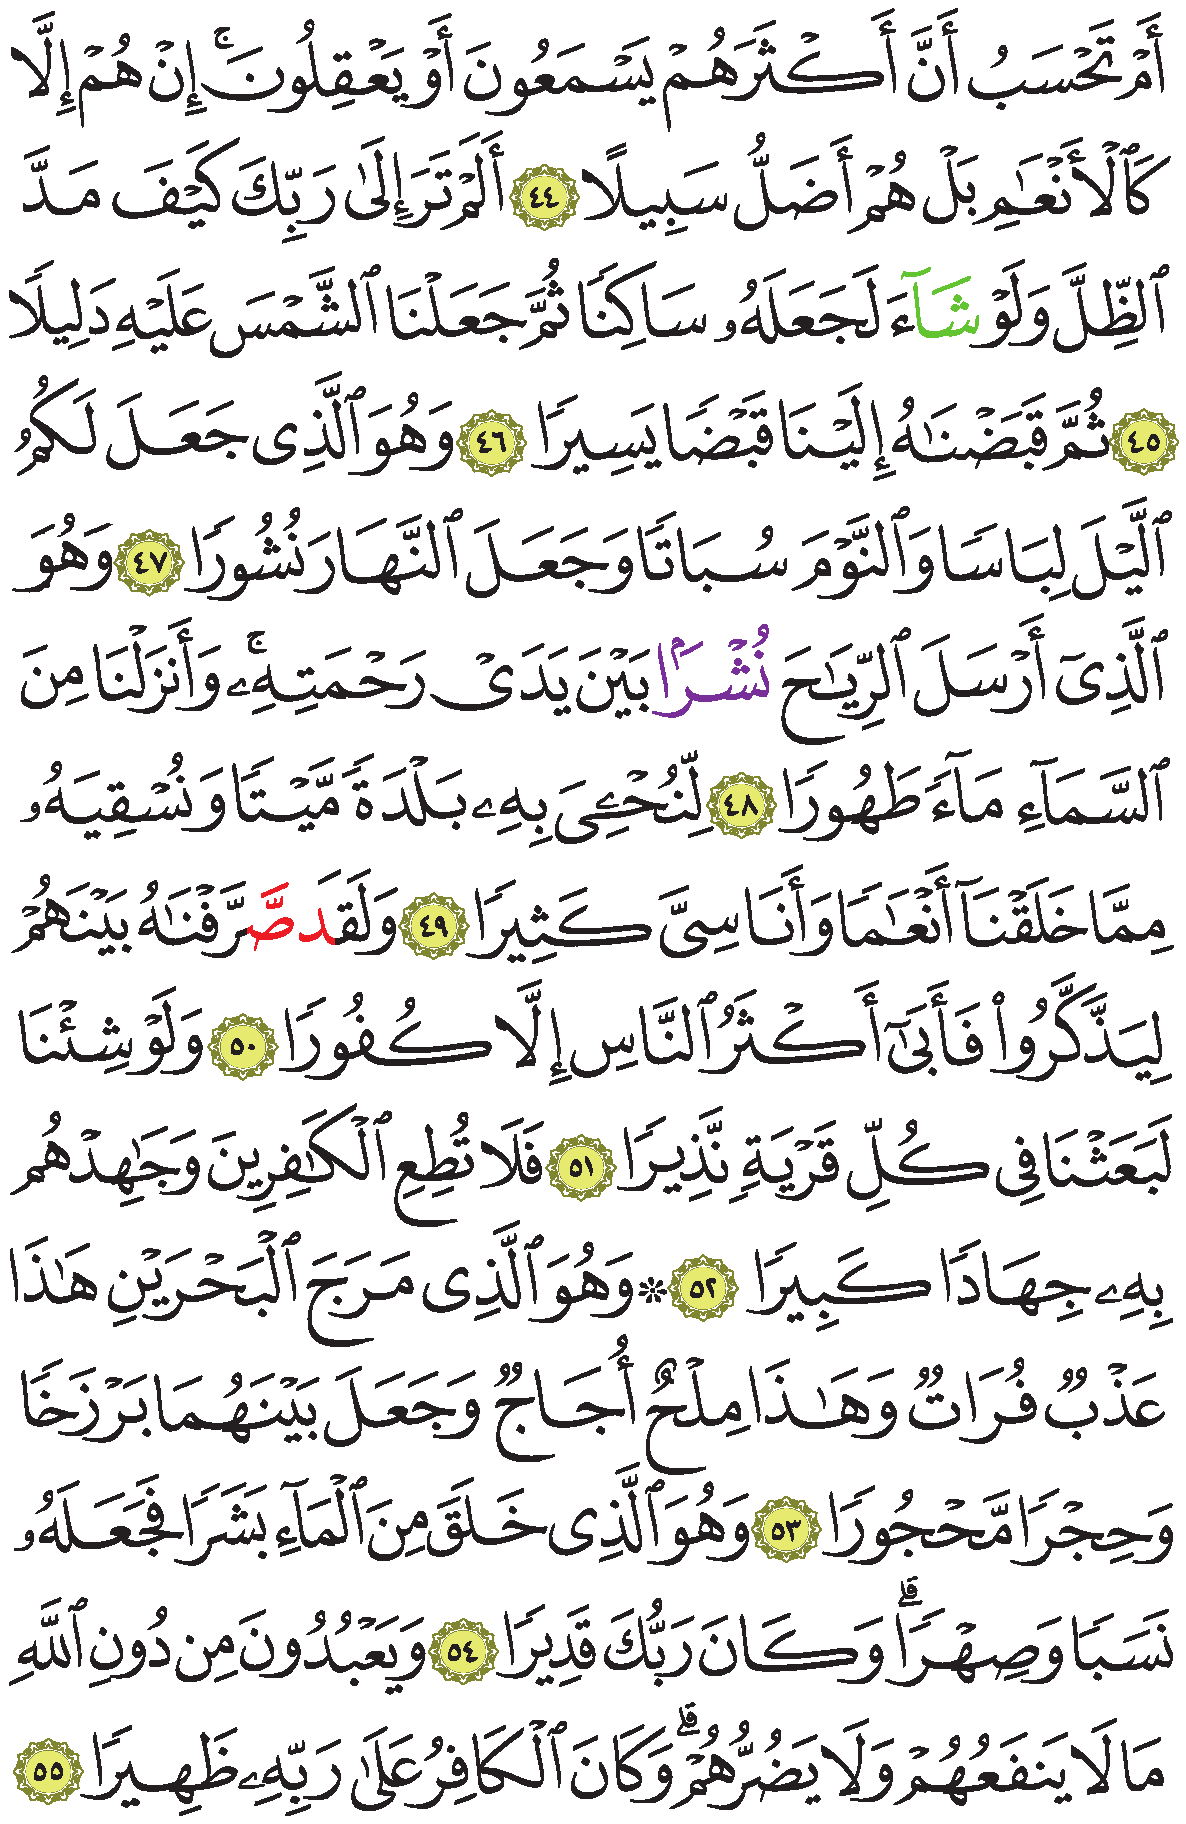 أَمْ تَحْسَبُ أَنَّ أَكْثَرَهُمْ يَسْمَعُونَ أَوْ يَعْقِلُونَ ۚ إِنْ هُمْ إِلَّا
كَٱلْأَنْعَـٰمِ بَلْ هُمْ أَضَلُّ سَبِيلًا ٤٤ أَلَمْ تَرَ إِلَىٰ رَبِّكَ كَيْفَ مَدَّ
ٱلظِّلَّ وَلَوْ شَآءَ لَجَعَلَهُۥ سَاكِنًا ثُمَّ جَعَلْنَا ٱلشَّمْسَ عَلَيْهِ دَلِيلًا
٤٥ ثُمَّ قَبَضْنَـٰهُ إِلَيْنَا قَبْضًا يَسِيرًا ٤٦ وَهُوَ ٱلَّذِى جَعَلَ لَكُمُ
ٱلَّيْلَ لِبَاسًا وَٱلنَّوْمَ سُبَاتًا وَجَعَلَ ٱلنَّهَارَ نُشُورًا ٤٧ وَهُوَ
ٱلَّذِىٓ أَرْسَلَ ٱلرِّيَـٰحَ نُشْرًۢا بَيْنَ يَدَىْ رَحْمَتِهِۦ ۚ وَأَنزَلْنَا مِنَ
ٱلسَّمَآءِ مَآءً طَهُورًا ٤٨ لِّنُحْـِۧىَ بِهِۦ بَلْدَةً مَّيْتًا وَنُسْقِيَهُۥ
مِمَّا خَلَقْنَآ أَنْعَـٰمًا وَأَنَاسِىَّ كَثِيرًا ٤٩ وَلَقَد صَّرَّفْنَـٰهُ بَيْنَهُمْ
لِيَذَّكَّرُوا۟ فَأَبَىٰٓ أَكْثَرُ ٱلنَّاسِ إِلَّا كُفُورًا ٥٠ وَلَوْ شِئْنَا
لَبَعَثْنَا فِى كُلِّ قَرْيَةٍ نَّذِيرًا ٥١ فَلَا تُطِعِ ٱلْكَـٰفِرِينَ وَجَـٰهِدْهُم
بِهِۦ جِهَادًا كَبِيرًا ٥٢ ۞ وَهُوَ ٱلَّذِى مَرَجَ ٱلْبَحْرَيْنِ هَـٰذَا
عَذْبٌ فُرَاتٌ وَهَـٰذَا مِلْحٌ أُجَاجٌ وَجَعَلَ بَيْنَهُمَا بَرْزَخًا
وَحِجْرًا مَّحْجُورًا ٥٣ وَهُوَ ٱلَّذِى خَلَقَ مِنَ ٱلْمَآءِ بَشَرًا فَجَعَلَهُۥ
نَسَبًا وَصِهْرًا ۗ وَكَانَ رَبُّكَ قَدِيرًا ٥٤ وَيَعْبُدُونَ مِن دُونِ ٱللَّهِ
مَا لَا يَنفَعُهُمْ وَلَا يَضُرُّهُمْ ۗ وَكَانَ ٱلْكَافِرُ عَلَىٰ رَبِّهِۦ ظَهِيرًا ٥٥